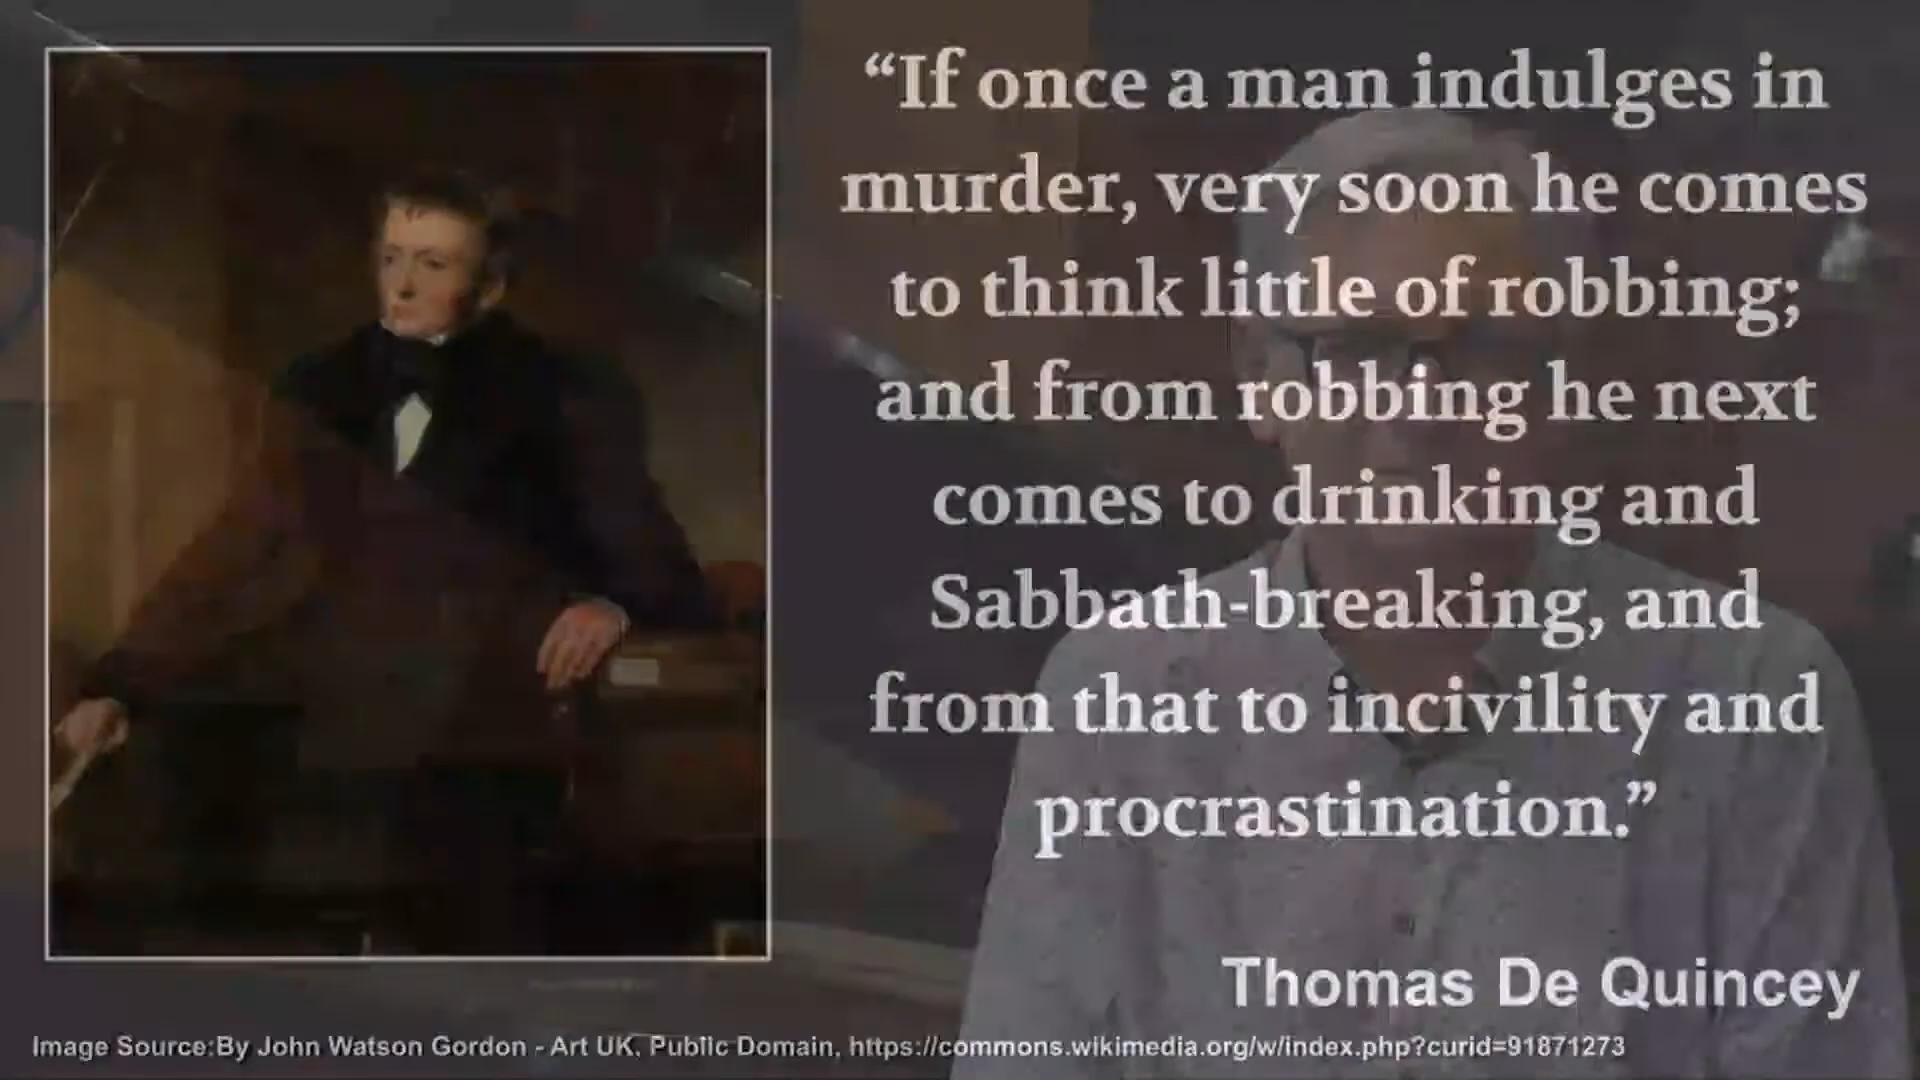 “If once a man indulges in
murder, very soon he comes
to think little of robbing;
and from robbing he next
comes to drinking and
Sabbath-breaking, and
from that to incivility and
procrastination.”
Thomas De Quincey
Image Source:By John Watson Gordon - Art UK, Public Domain, https://commons.wikimedia.org/w/index.php?curid=91871273